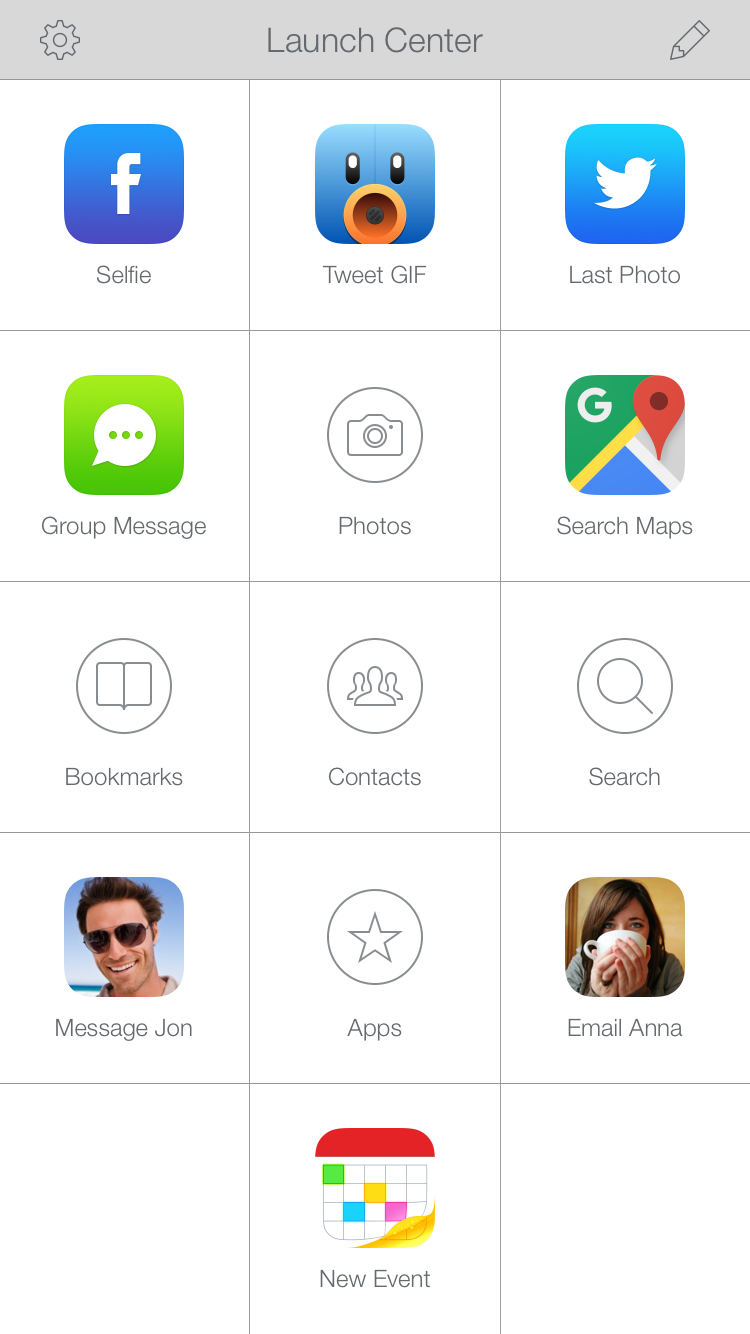 Launch Center
Selfie
Tweet GIF
Last Photo
Group Message
Photos
Search Maps
Bookmarks
Contacts
Search
Message Jon
Apps
Email Anna
New Event